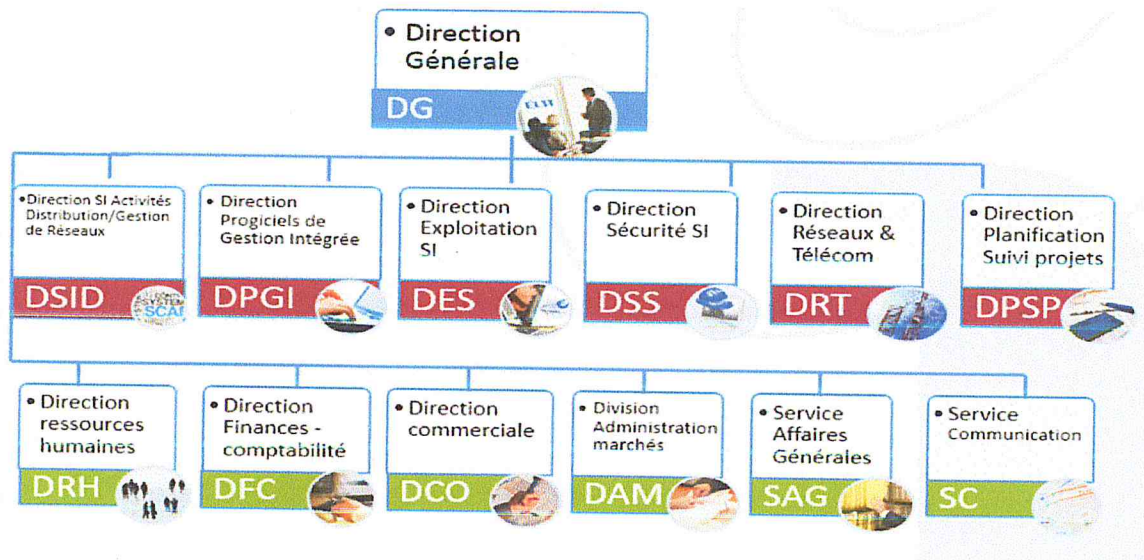 • Direction
Générale
DG
•Direction SI Activités
Distribution/Gestion
de Réseaux
DSID
• Direction
Progiciels de
Gestion Intégrée
DPGI
• Direction
Exploitation
SI
DES
• Direction
Sécurité SI
DSS
• Direction
Réseaux &
Télécom
DRT
• Direction
Planification
Suivi projets
DPSP
• Direction
ressources
humaines
DRH
• Direction
Finances -
comptabilité
DFC
• Direction
commerciale
DCO
• Division
Administration
marchés
DAM
• Service
Affaires
Générales
SAG
• Service
Communication
SC